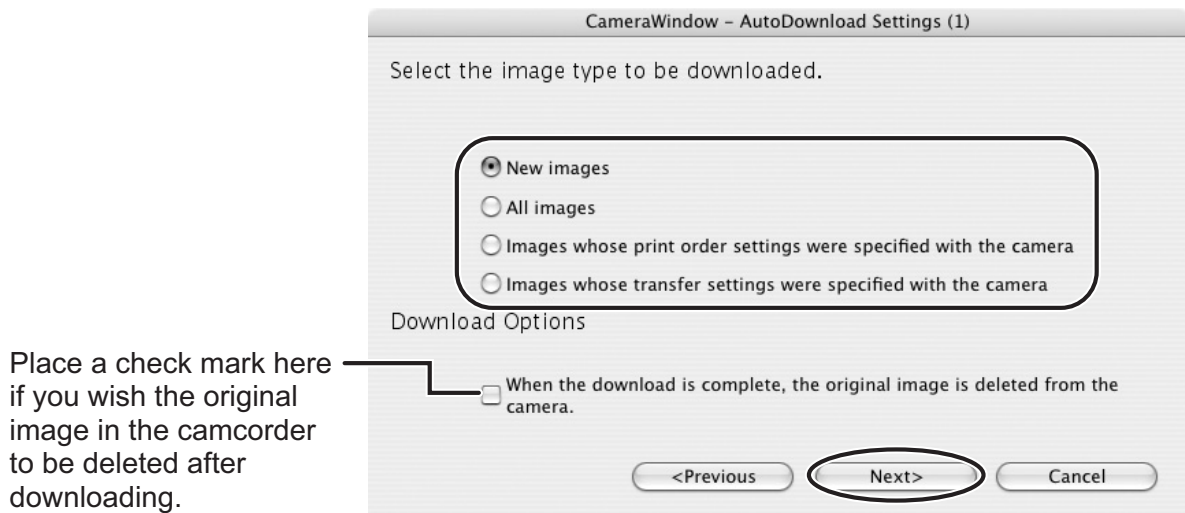 CameraWindow – AutoDownload Settings (1)
Select the image type to be downloaded.
New images
All images
Images whose print order settings were specified with the camera
Images whose transfer settings were specified with the camera
Download Options
Place a check mark here
if you wish the original
image in the camcorder
to be deleted after
downloading.
When the download is complete, the original image is deleted from the
camera.
<Previous
Next>
Cancel